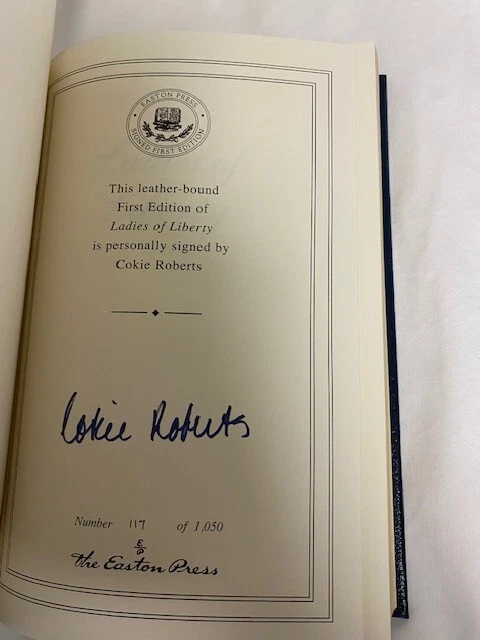 EASTON PRESS
SIGNED FIRST EDITION
This leather-bound
First Edition of
Ladies of Liberty
is personally signed by
Cokie Roberts
Cokie Roberts
Number 117 of 1,050
The Easton Press